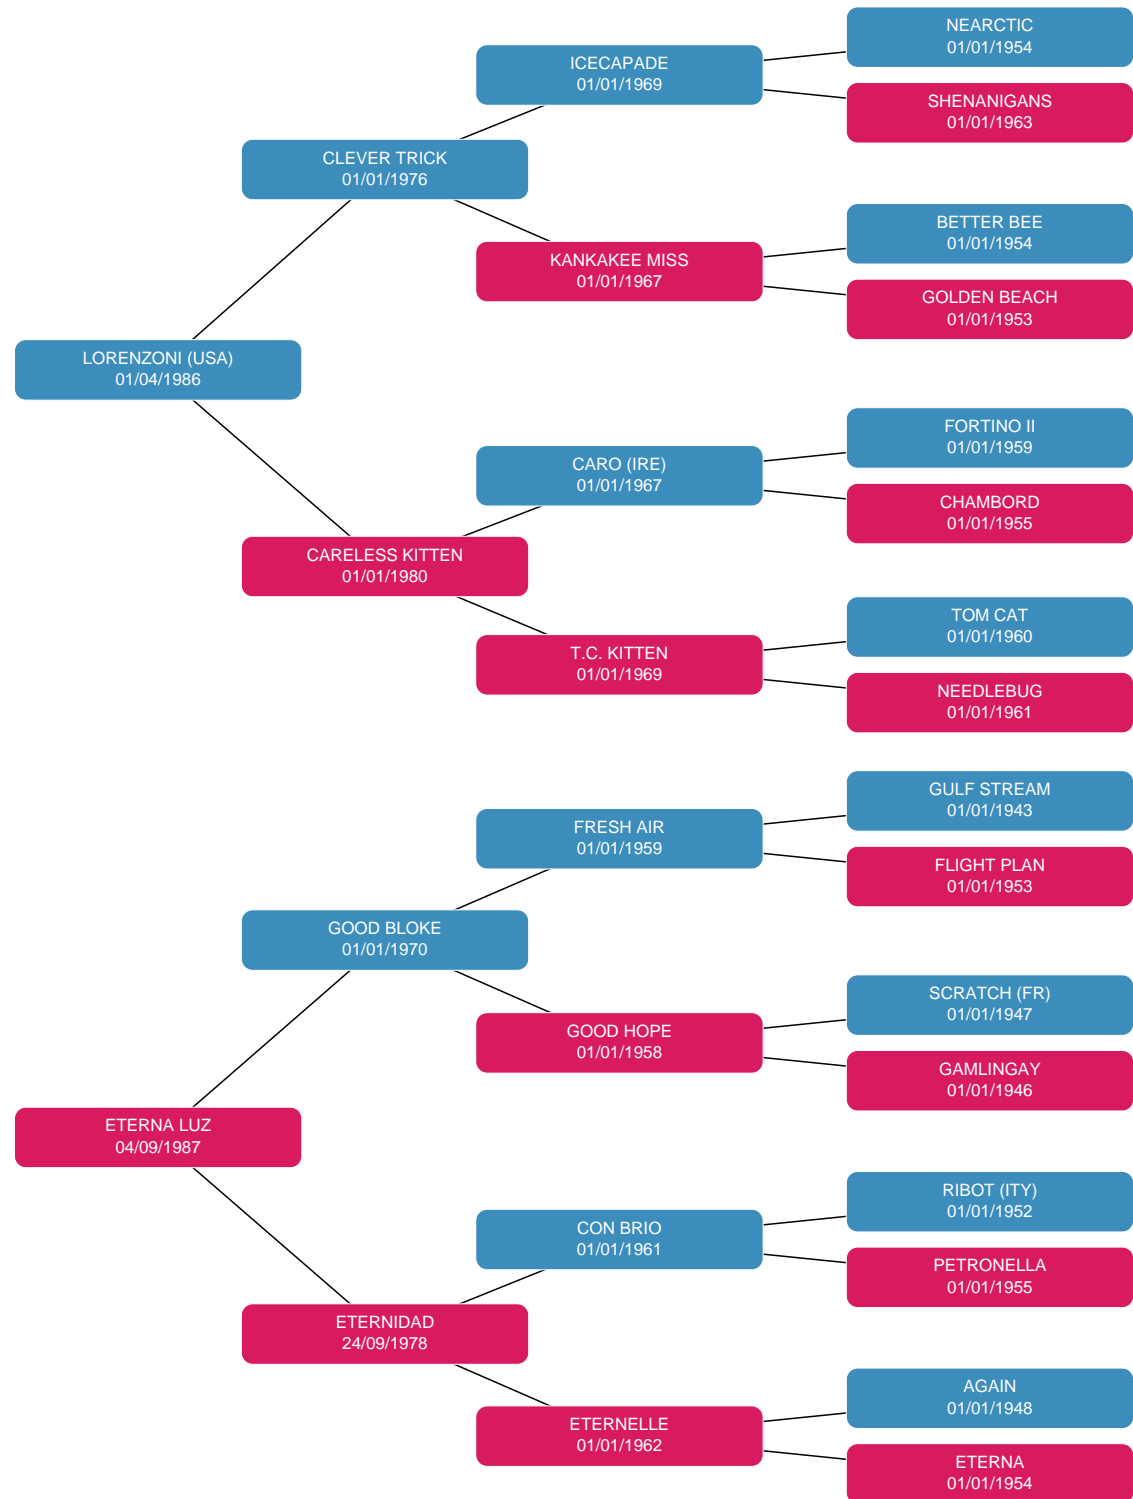 NEARCTIC
01/01/1954
ICECAPADE
01/01/1969
SHENANIGANS
01/01/1963
CLEVER TRICK
01/01/1976
BETTER BEE
01/01/1954
KANKAKEE MISS
01/01/1967
GOLDEN BEACH
01/01/1953
LORENZONI (USA)
01/04/1986
FORTINO II
01/01/1959
CARO (IRE)
01/01/1967
CHAMBORD
01/01/1955
CARELESS KITTEN
01/01/1980
TOM CAT
01/01/1960
T.C. KITTEN
01/01/1969
NEEDLEBUG
01/01/1961
GULF STREAM
01/01/1943
FRESH AIR
01/01/1959
FLIGHT PLAN
01/01/1953
GOOD BLOKE
01/01/1970
SCRATCH (FR)
01/01/1947
GOOD HOPE
01/01/1958
GAMLINGAY
01/01/1946
ETERNA LUZ
04/09/1987
RIBOT (ITY)
01/01/1952
CON BRIO
01/01/1961
PETRONELLA
01/01/1955
ETERNIDAD
24/09/1978
AGAIN
01/01/1948
ETERNELLE
01/01/1962
ETERNA
01/01/1954